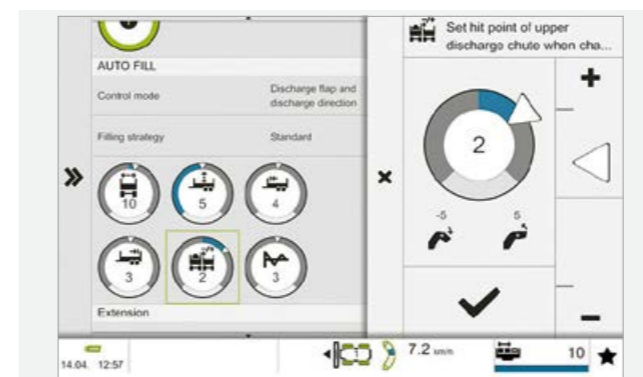 AUTO FILL
Control mode
Discharge flap and
discharge direction
Filling strategy
Standard
10
5
4
3
2
3
Extension
Set hit point of upper
discharge chute when cha...
2
-5
5
14.04. 12:57
1
7.2 km/h
10